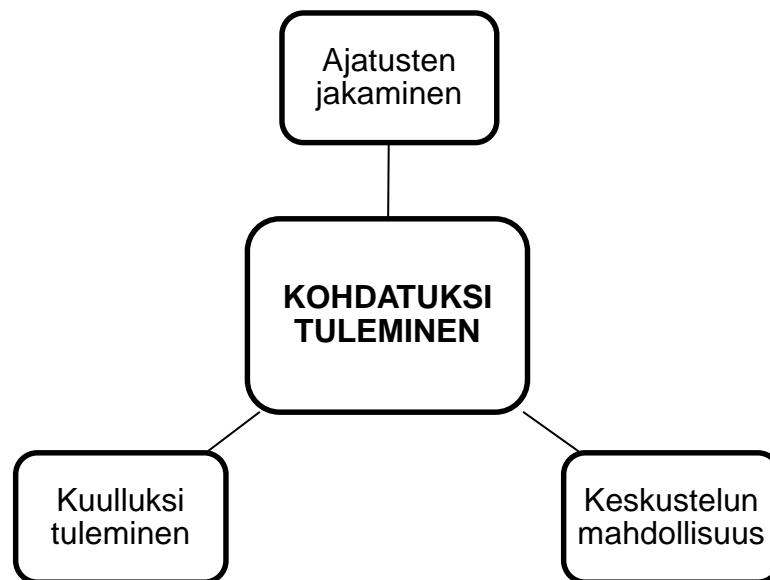 Ajatusten
jakaminen
KOHDATUKSI
TULEMINEN
Kuulluksi
tuleminen
Keskustelun
mahdollisuus